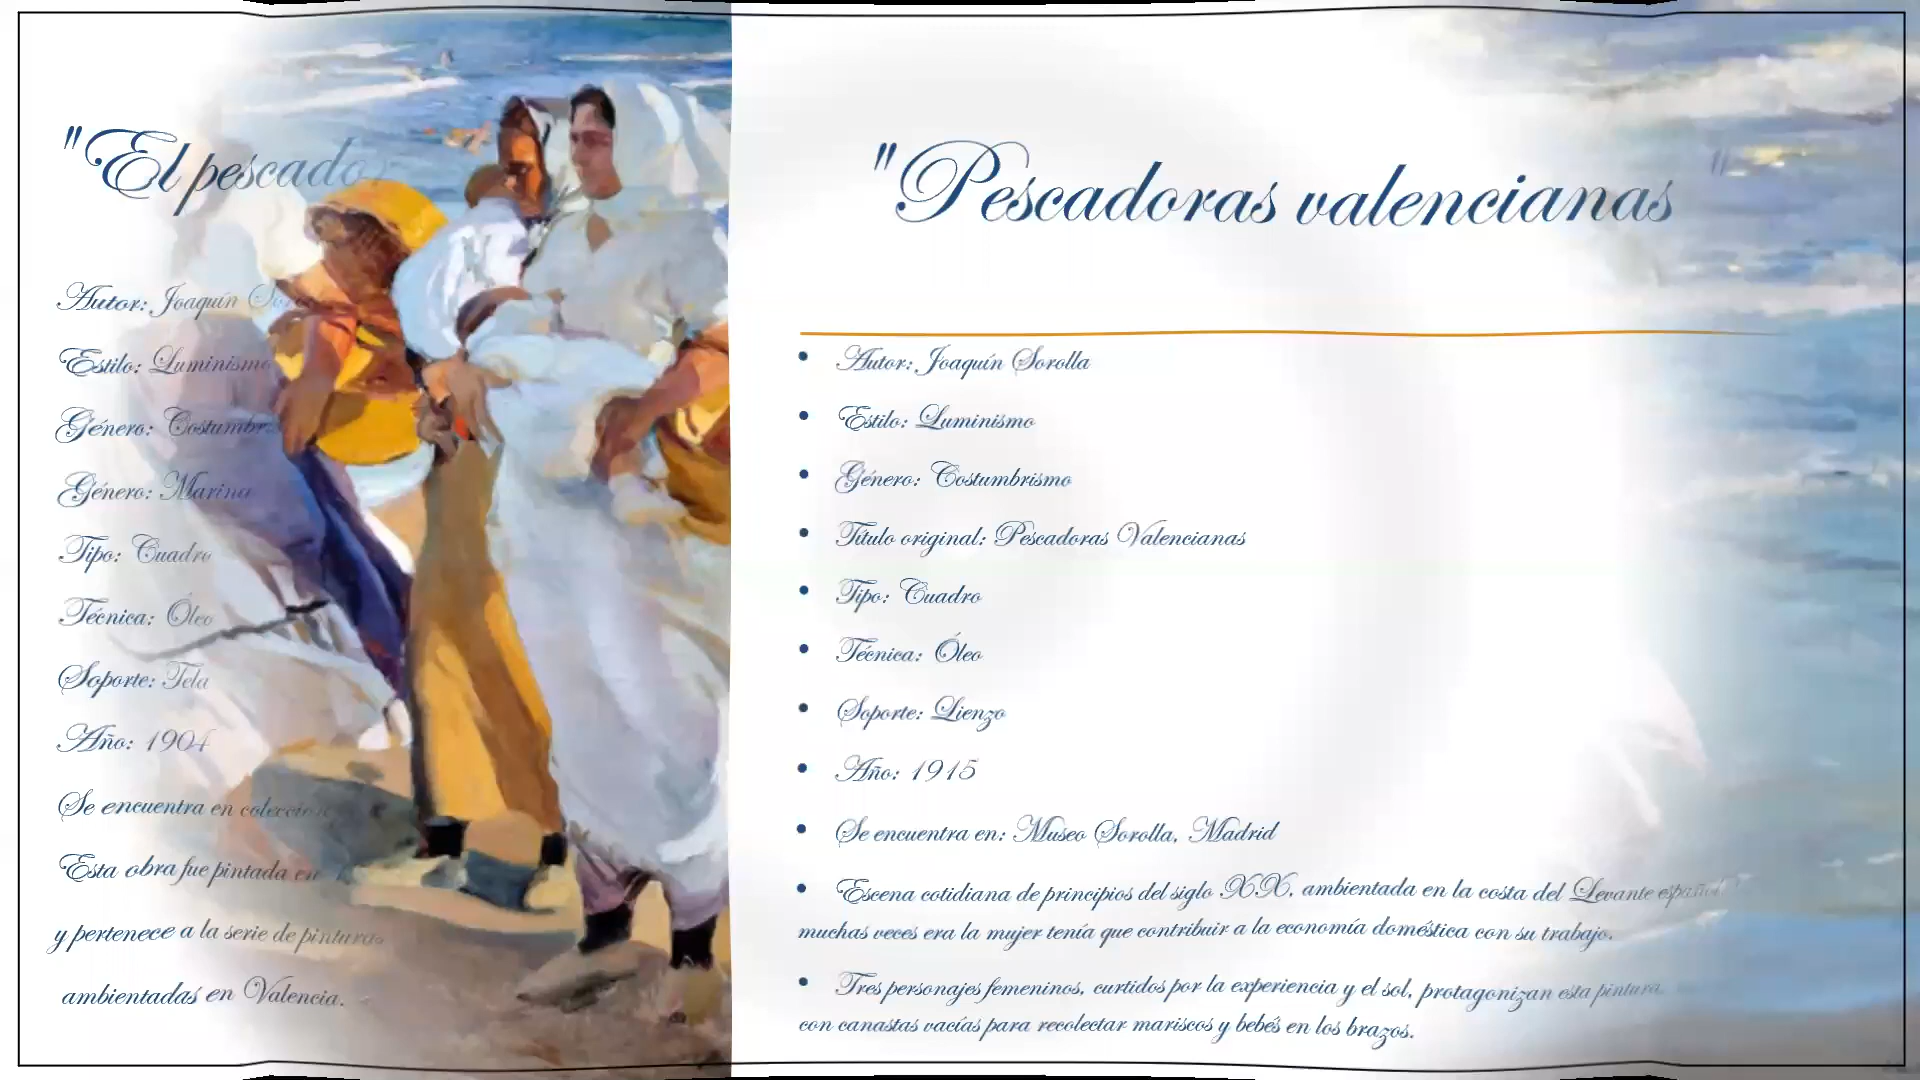 "El pescador
Autor: Joaquín Sorolla
Estilo: Luminismo
Género: Costumbr
Género: Marina
Tipo: Cuadro
Técnica: Óleo
Soporte: Tela
Año: 1904
Se encuentra en colección
Esta obra fue pintada en
y pertenece a la serie de pinturas
ambientadas en Valencia.
"Pescadoras valencianas "
• Autor: Joaquín Sorolla
• Estilo: Luminismo
• Género: Costumbrismo
• Título original: Pescadoras Valencianas
• Tipo: Cuadro
• Técnica: Óleo
• Soporte: Lienzo
• Año: 1915
• Se encuentra en: Museo Sorolla, Madrid
• Escena cotidiana de principios del siglo XX, ambientada en la costa del Levante español,
muchas veces era la mujer tenía que contribuir a la economía doméstica con su trabajo.
• Tres personajes femeninos, curtidos por la experiencia y el sol, protagonizan esta pintura,
con canastas vacías para recolectar mariscos y bebés en los brazos.